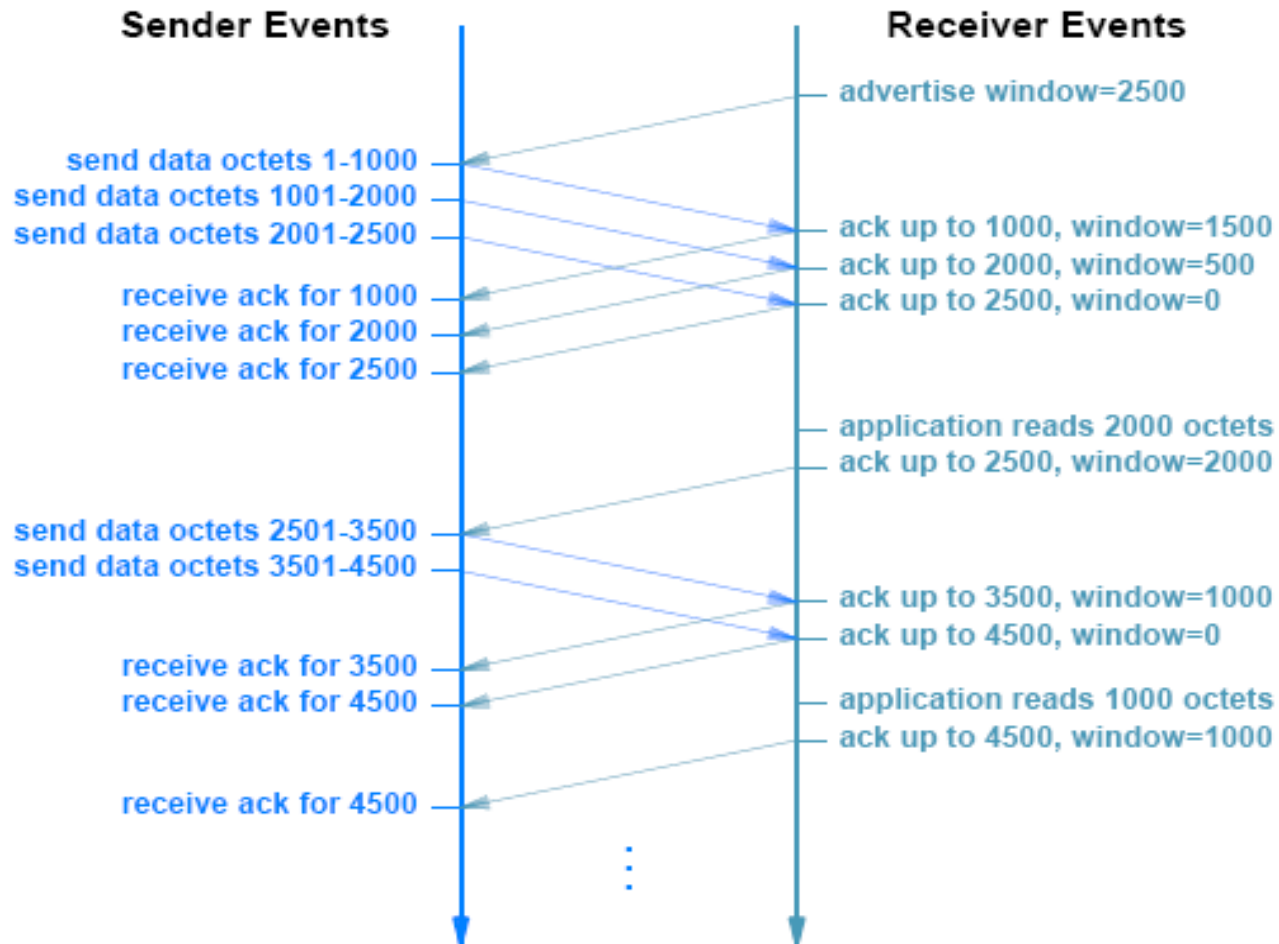 Sender Events
Receiver Events
advertise window=2500
send data octets 1-1000
send data octets 1001-2000
send data octets 2001-2500
ack up to 1000, window=1500
ack up to 2000, window=500
ack up to 2500, window=0
receive ack for 1000
receive ack for 2000
receive ack for 2500
application reads 2000 octets
ack up to 2500, window=2000
send data octets 2501-3500
send data octets 3501-4500
ack up to 3500, window=1000
ack up to 4500, window=0
receive ack for 3500
receive ack for 4500
application reads 1000 octets
ack up to 4500, window=1000
receive ack for 4500